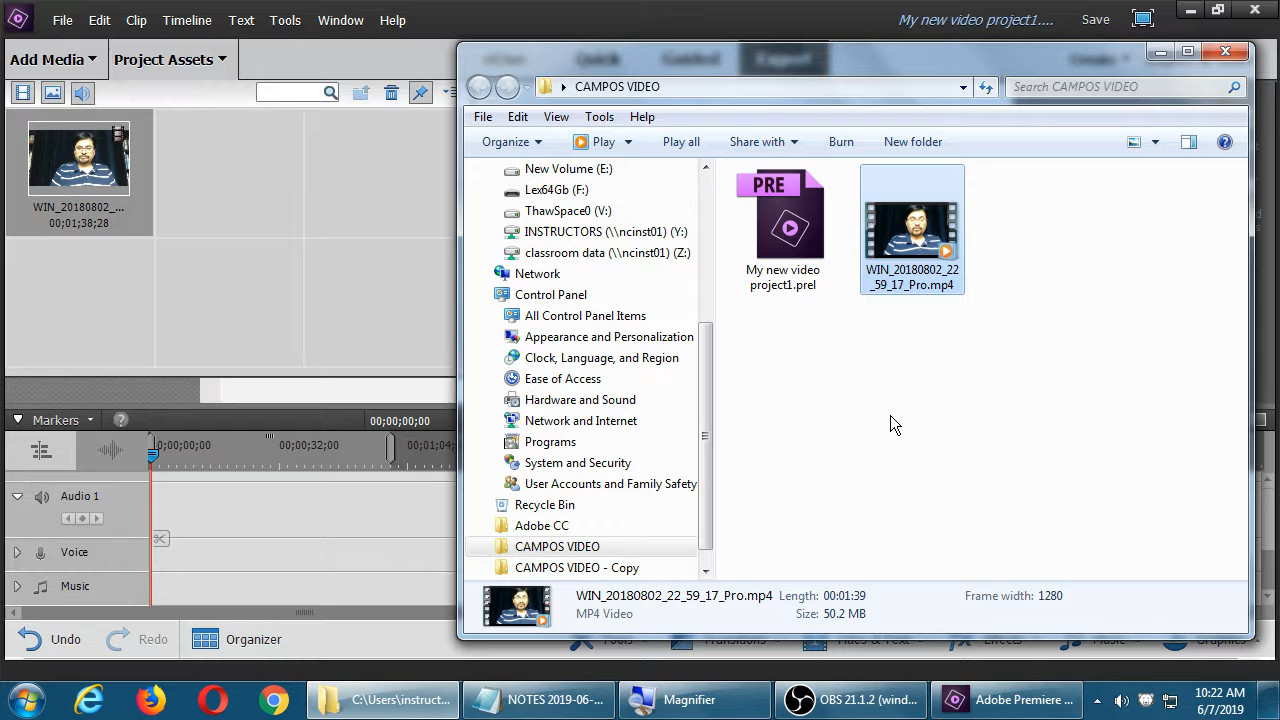 File Edit Clip Timeline Text Tools Window Help
My new video project1.... Save
Add Media Project Assets
Quick Guided Export
Create
WIN_20180802_...
00;01;38;28
CAMPOS VIDEO
Search CAMPOS VIDEO
File Edit View Tools Help
Organize Play Play all Share with Burn New folder
New Volume (E:)
Lex64Gb (F:)
ThawSpace0 (V:)
INSTRUCTORS (\\ncinst01) (Y:)
classroom data (\\ncinst01) (Z:)
Network
Control Panel
All Control Panel Items
Appearance and Personalization
Clock, Language, and Region
Ease of Access
Hardware and Sound
Network and Internet
Programs
System and Security
User Accounts and Family Safety
Recycle Bin
Adobe CC
CAMPOS VIDEO
CAMPOS VIDEO - Copy
PRE
My new video
project1.prel
WIN_20180802_22
_59_17_Pro.mp4
WIN_20180802_22_59_17_Pro.mp4 Length: 00:01:39 Frame width: 1280
MP4 Video Size: 50.2 MB
Markers 00;00;00;00
;00;00;00 00;00;32;00 00;01;04;
Audio 1
Voice
Music
Undo Redo Organizer
C:\Users\instruct... NOTES 2019-06-... Magnifier OBS 21.1.2 (wind... Adobe Premiere ...
10:22 AM
6/7/2019